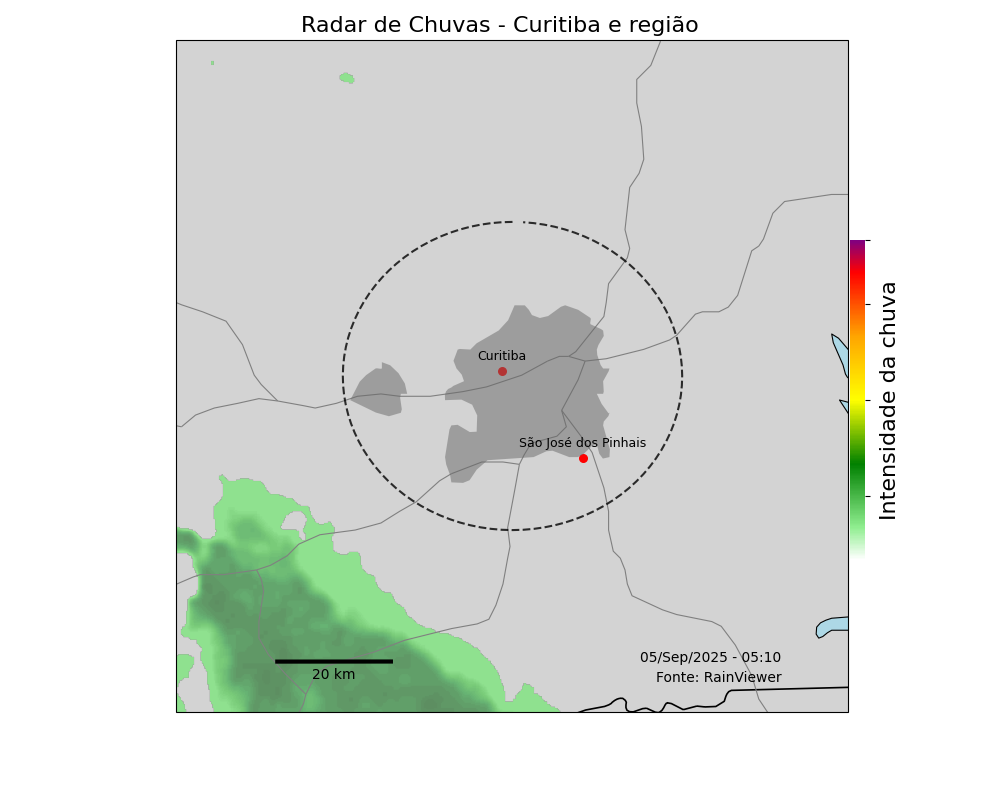 Radar de Chuvas - Curitiba e região
Curitiba
São José dos Pinhais
Intensidade da chuva
05/Sep/2025 - 05:10
Fonte: RainViewer
20 km